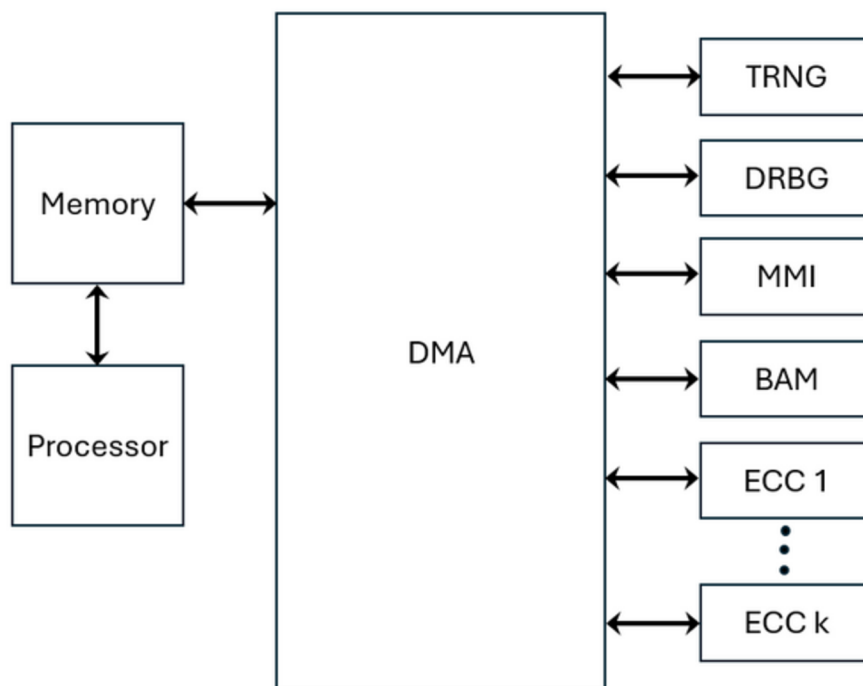 Memory
Processor
DMA
TRNG
DRBG
MMI
BAM
ECC 1
ECC k